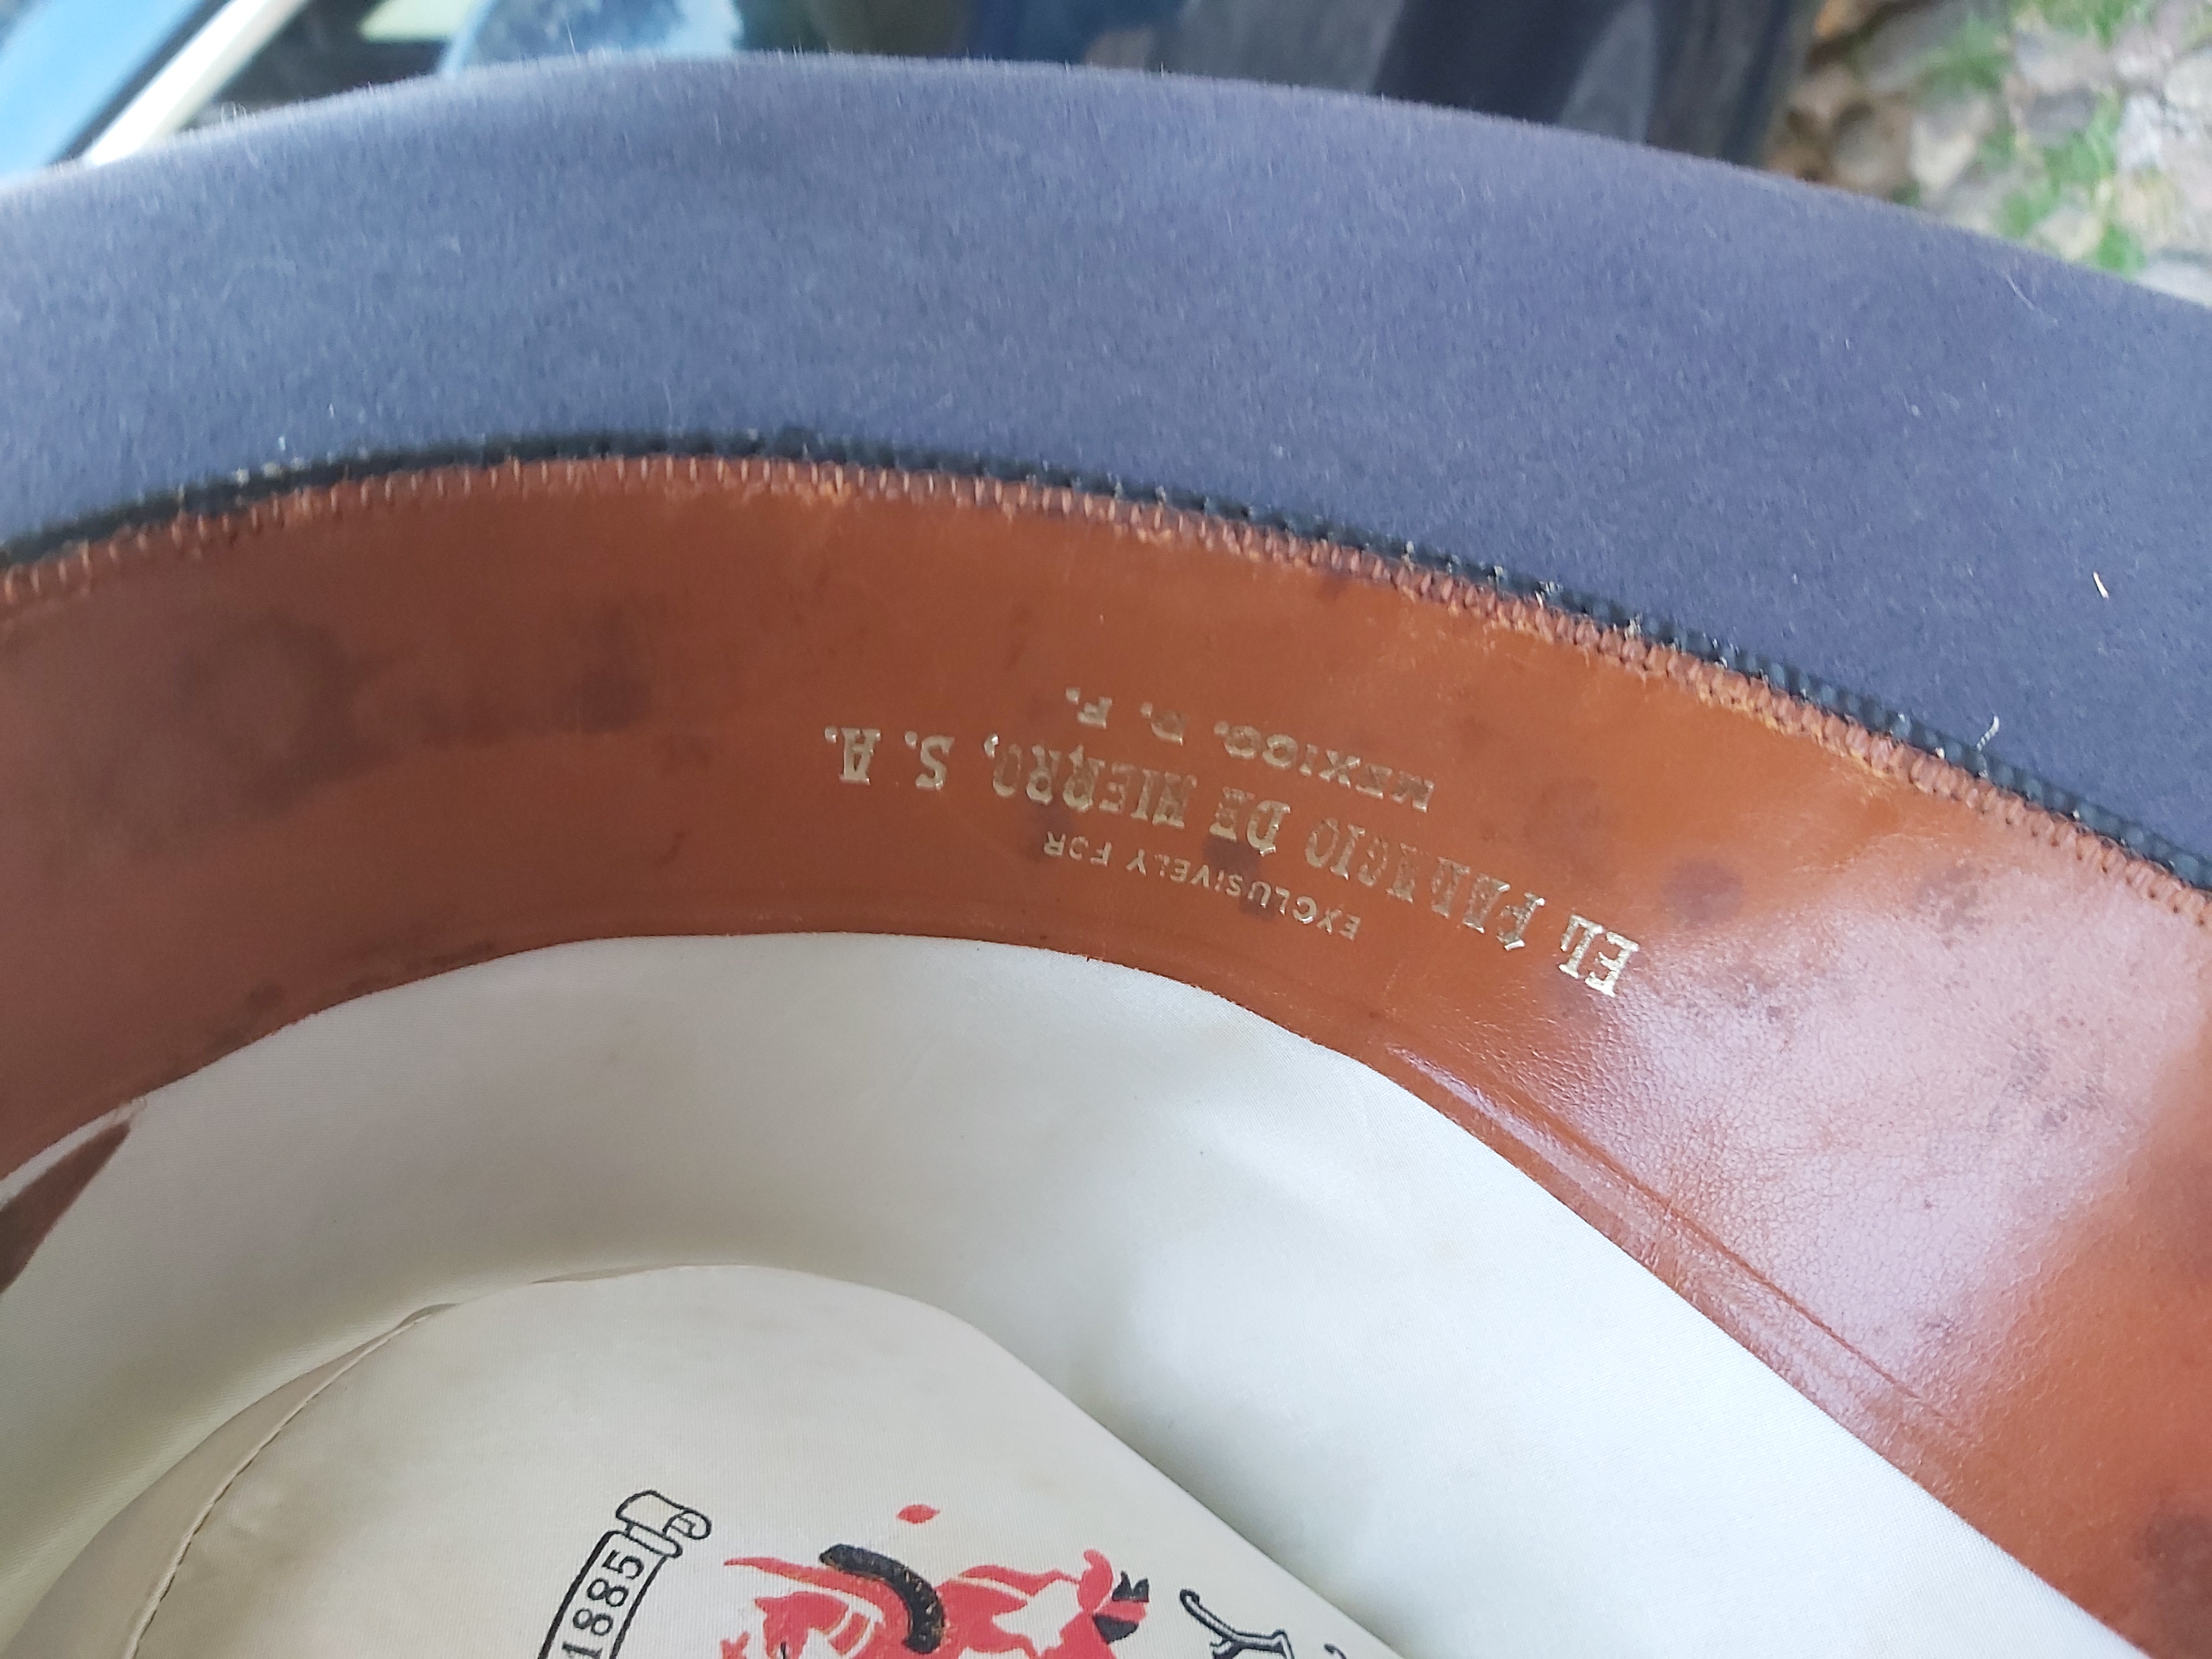 EXCLUSIVELY FOR
EL PALACIO DE HIERRO, S. A.
MEXICO. D. F.
1885